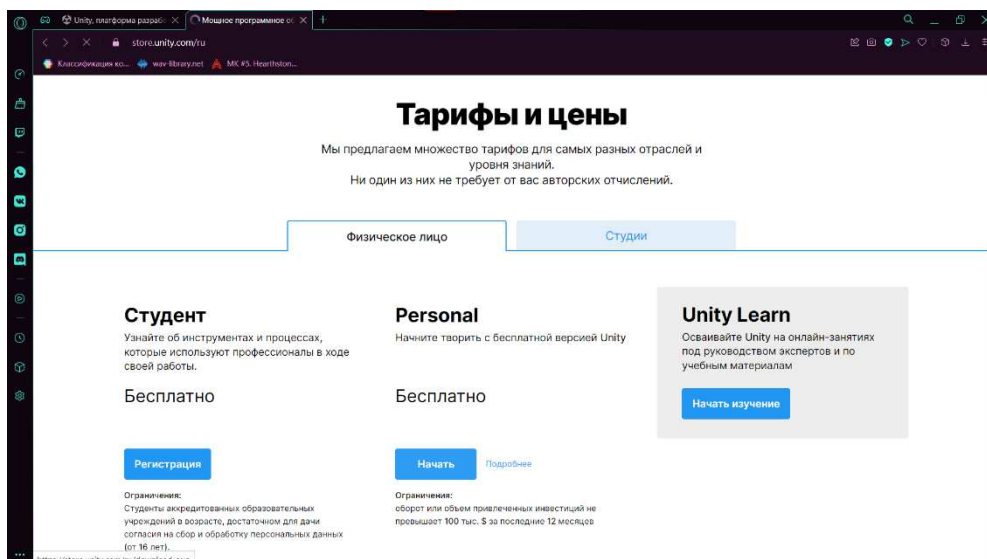 Unity, платформа разрабо
Мощное программное об
store.unity.com/ru
Классификация ко...
wav-library.net
МК #5. Hearthston...
Тарифы и цены
Мы предлагаем множество тарифов для самых разных отраслей и
уровня знаний.
Ни один из них не требует от вас авторских отчислений.
Физическое лицо
Студии
Студент
Узнайте об инструментах и процессах,
которые используют профессионалы в ходе
своей работы.
Бесплатно
Регистрация
Ограничения:
Студенты аккредитованных образовательных
учреждений в возрасте, достаточном для дачи
согласия на сбор и обработку персональных данных
(от 16 лет).
Personal
Начните творить с бесплатной версией Unity
Бесплатно
Начать
Подробнее
Ограничения:
оборот или объем привлеченных инвестиций не
превышает 100 тыс. $ за последние 12 месяцев
Unity Learn
Осваивайте Unity на онлайн-занятиях
под руководством экспертов и по
учебным материалам
Начать изучение